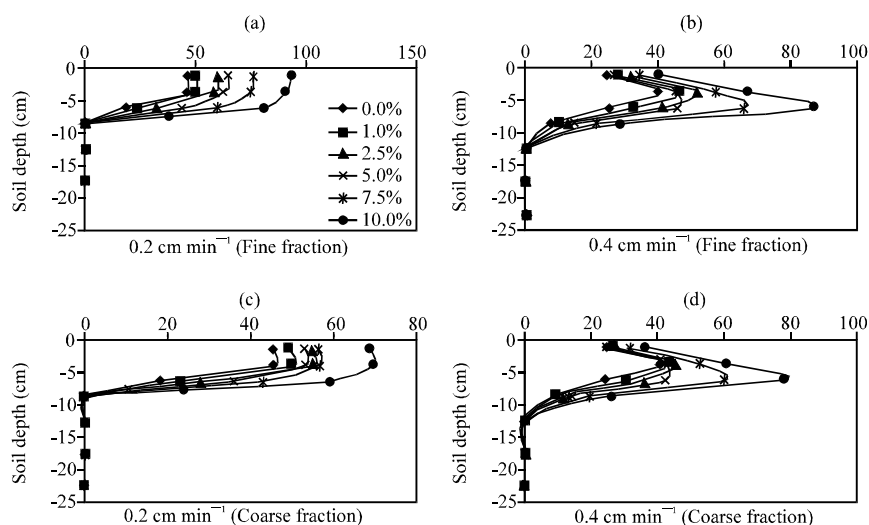 (a)
0 50 100 150
0
-5
-10
-15
-20
-25
Soil depth (cm)
0.0%
1.0%
2.5%
5.0%
7.5%
10.0%
0.2 cm min⁻¹ (Fine fraction)
(b)
0 20 40 60 80 100
0
-5
-10
-15
-20
-25
Soil depth (cm)
0.4 cm min⁻¹ (Fine fraction)
(c)
0 20 40 60 80
0
-5
-10
-15
-20
-25
Soil depth (cm)
0.2 cm min⁻¹ (Coarse fraction)
(d)
0 20 40 60 80 100
0
-5
-10
-15
-20
-25
Soil depth (cm)
0.4 cm min⁻¹ (Coarse fraction)